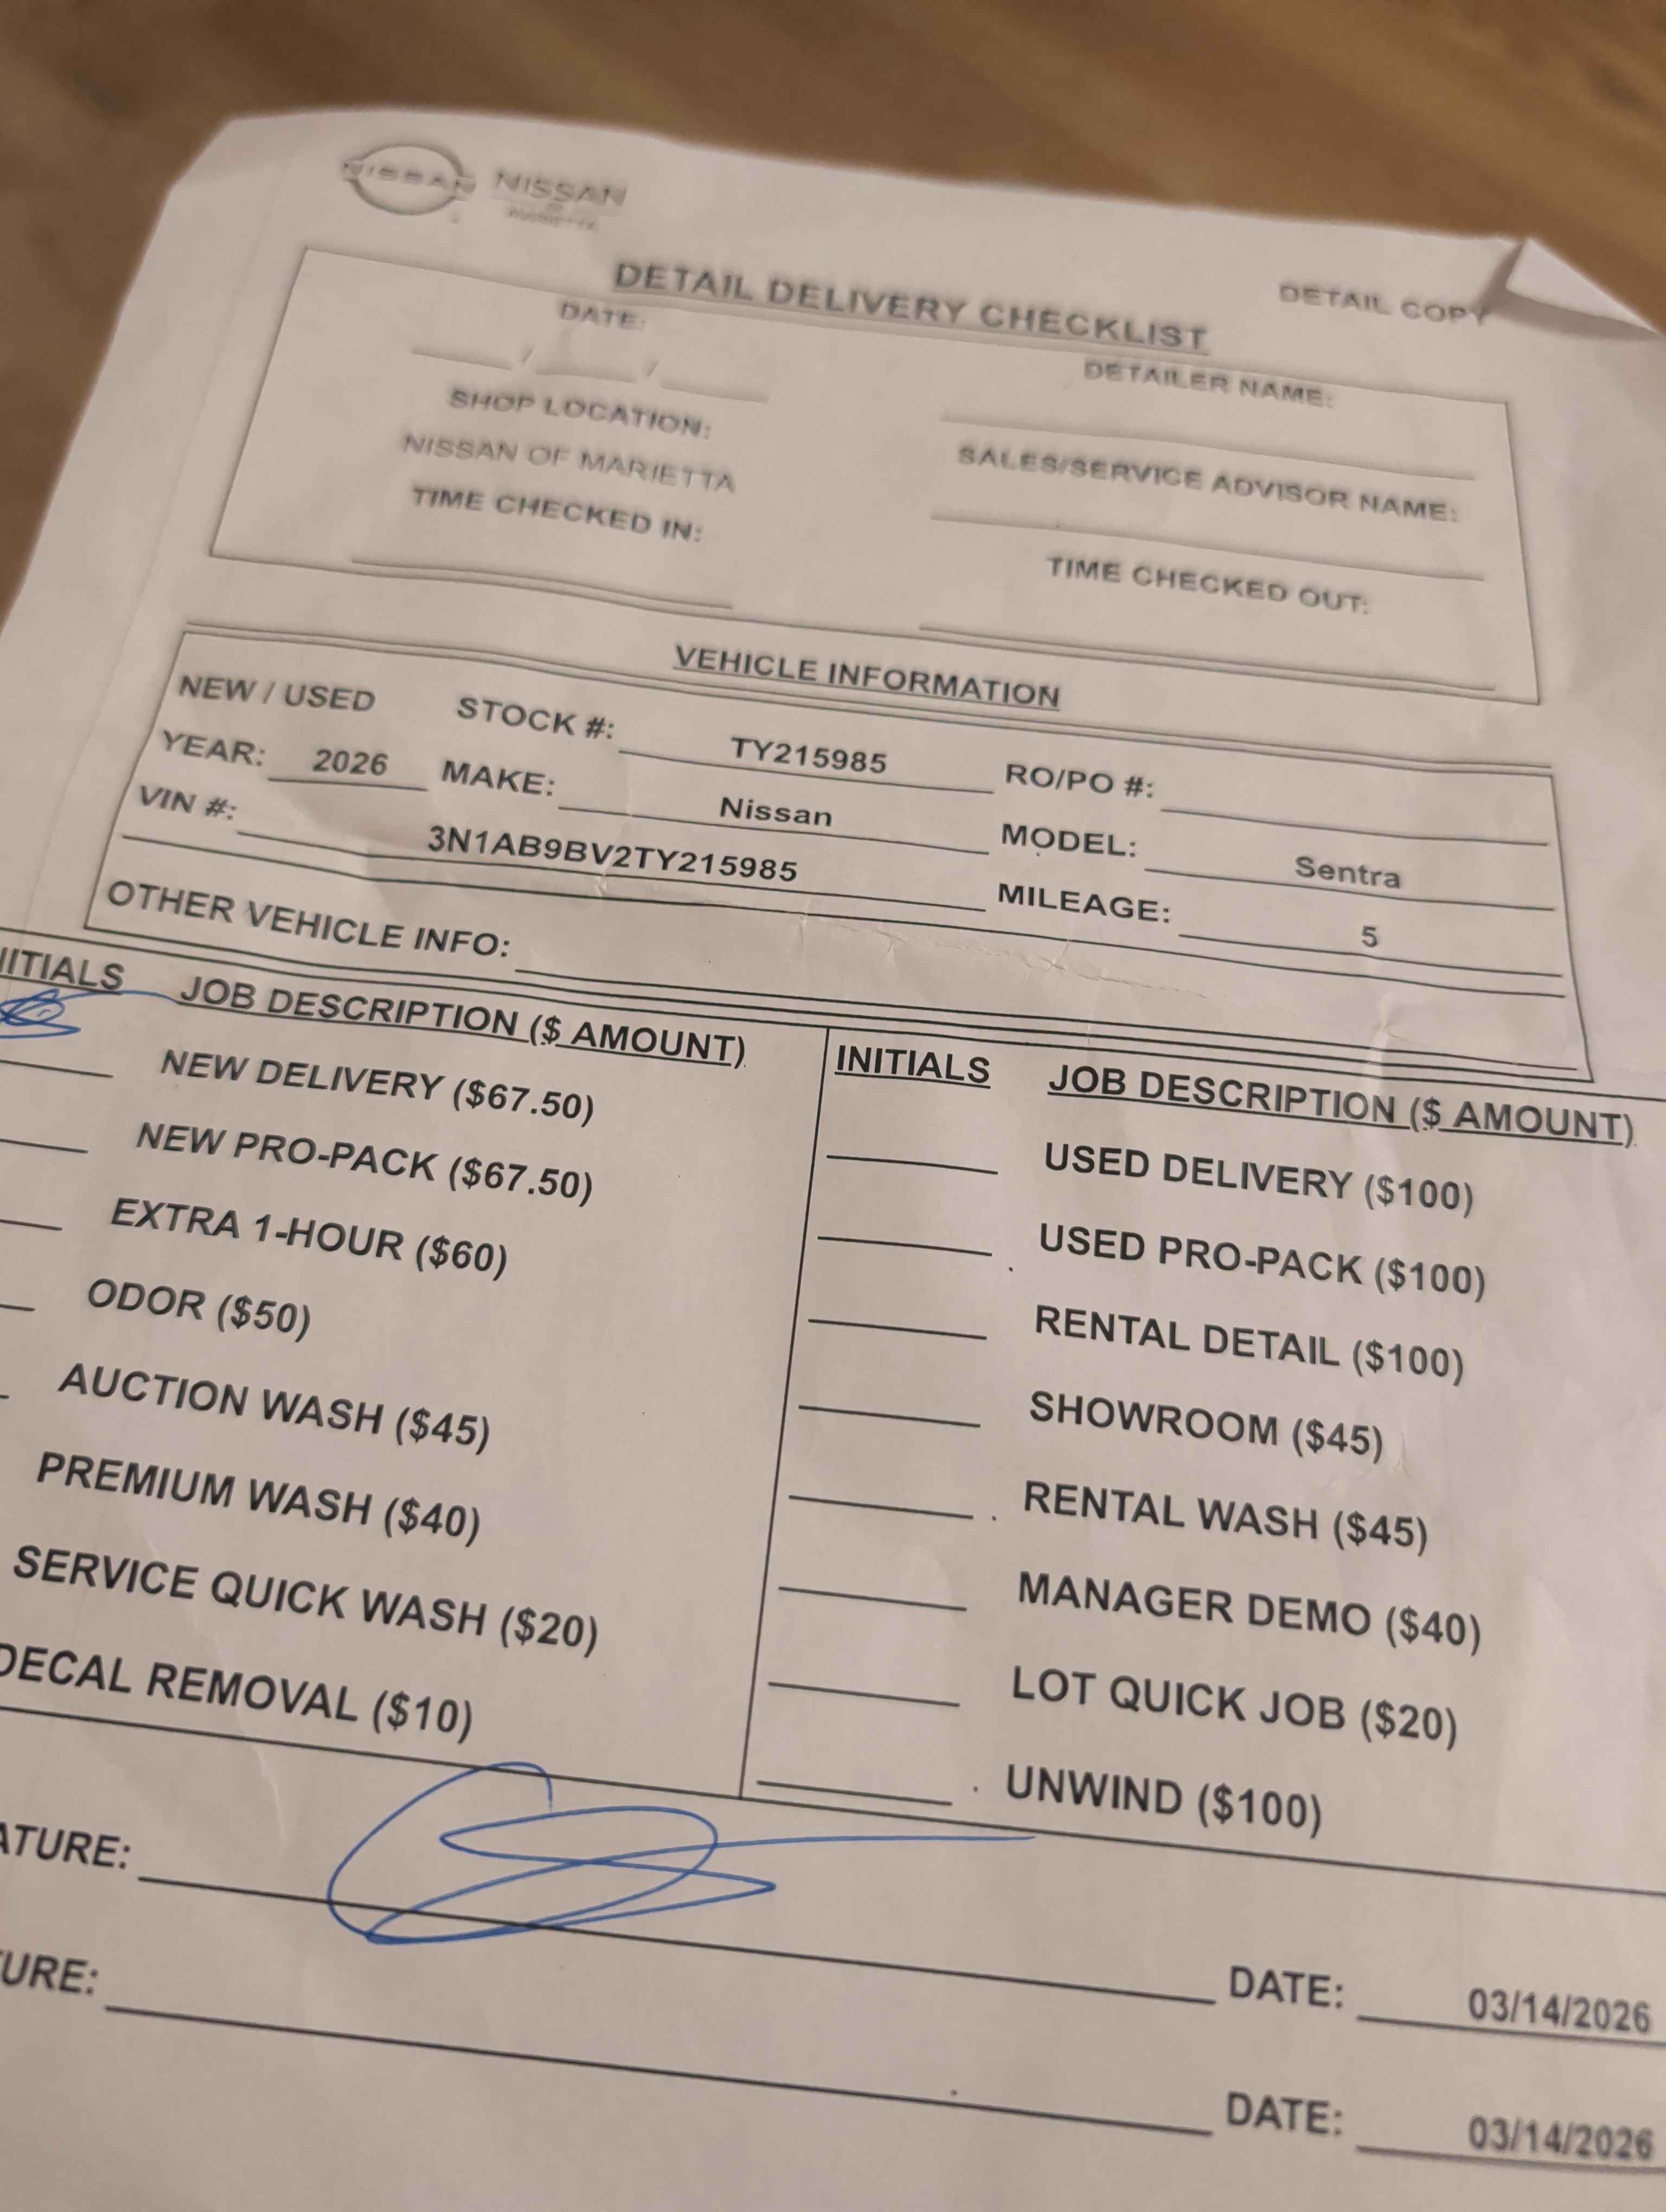 NISSAN NISSAN
OF MARIETTA
DETAIL DELIVERY CHECKLIST
DETAIL COPY
DATE:
/ /
DETAILER NAME:
SHOP LOCATION:
NISSAN OF MARIETTA
SALES/SERVICE ADVISOR NAME:
TIME CHECKED IN:
TIME CHECKED OUT:
VEHICLE INFORMATION
NEW / USED STOCK #: TY215985 RO/PO #:
YEAR: 2026 MAKE: Nissan MODEL: Sentra
VIN #: 3N1AB9BV2TY215985 MILEAGE: 5
OTHER VEHICLE INFO:
NITIALS JOB DESCRIPTION ($ AMOUNT)
NEW DELIVERY ($67.50)
NEW PRO-PACK ($67.50)
EXTRA 1-HOUR ($60)
ODOR ($50)
AUCTION WASH ($45)
PREMIUM WASH ($40)
SERVICE QUICK WASH ($20)
DECAL REMOVAL ($10)
INITIALS JOB DESCRIPTION ($ AMOUNT)
USED DELIVERY ($100)
USED PRO-PACK ($100)
RENTAL DETAIL ($100)
SHOWROOM ($45)
RENTAL WASH ($45)
MANAGER DEMO ($40)
LOT QUICK JOB ($20)
UNWIND ($100)
ATURE: DATE: 03/14/2026
URE: DATE: 03/14/2026